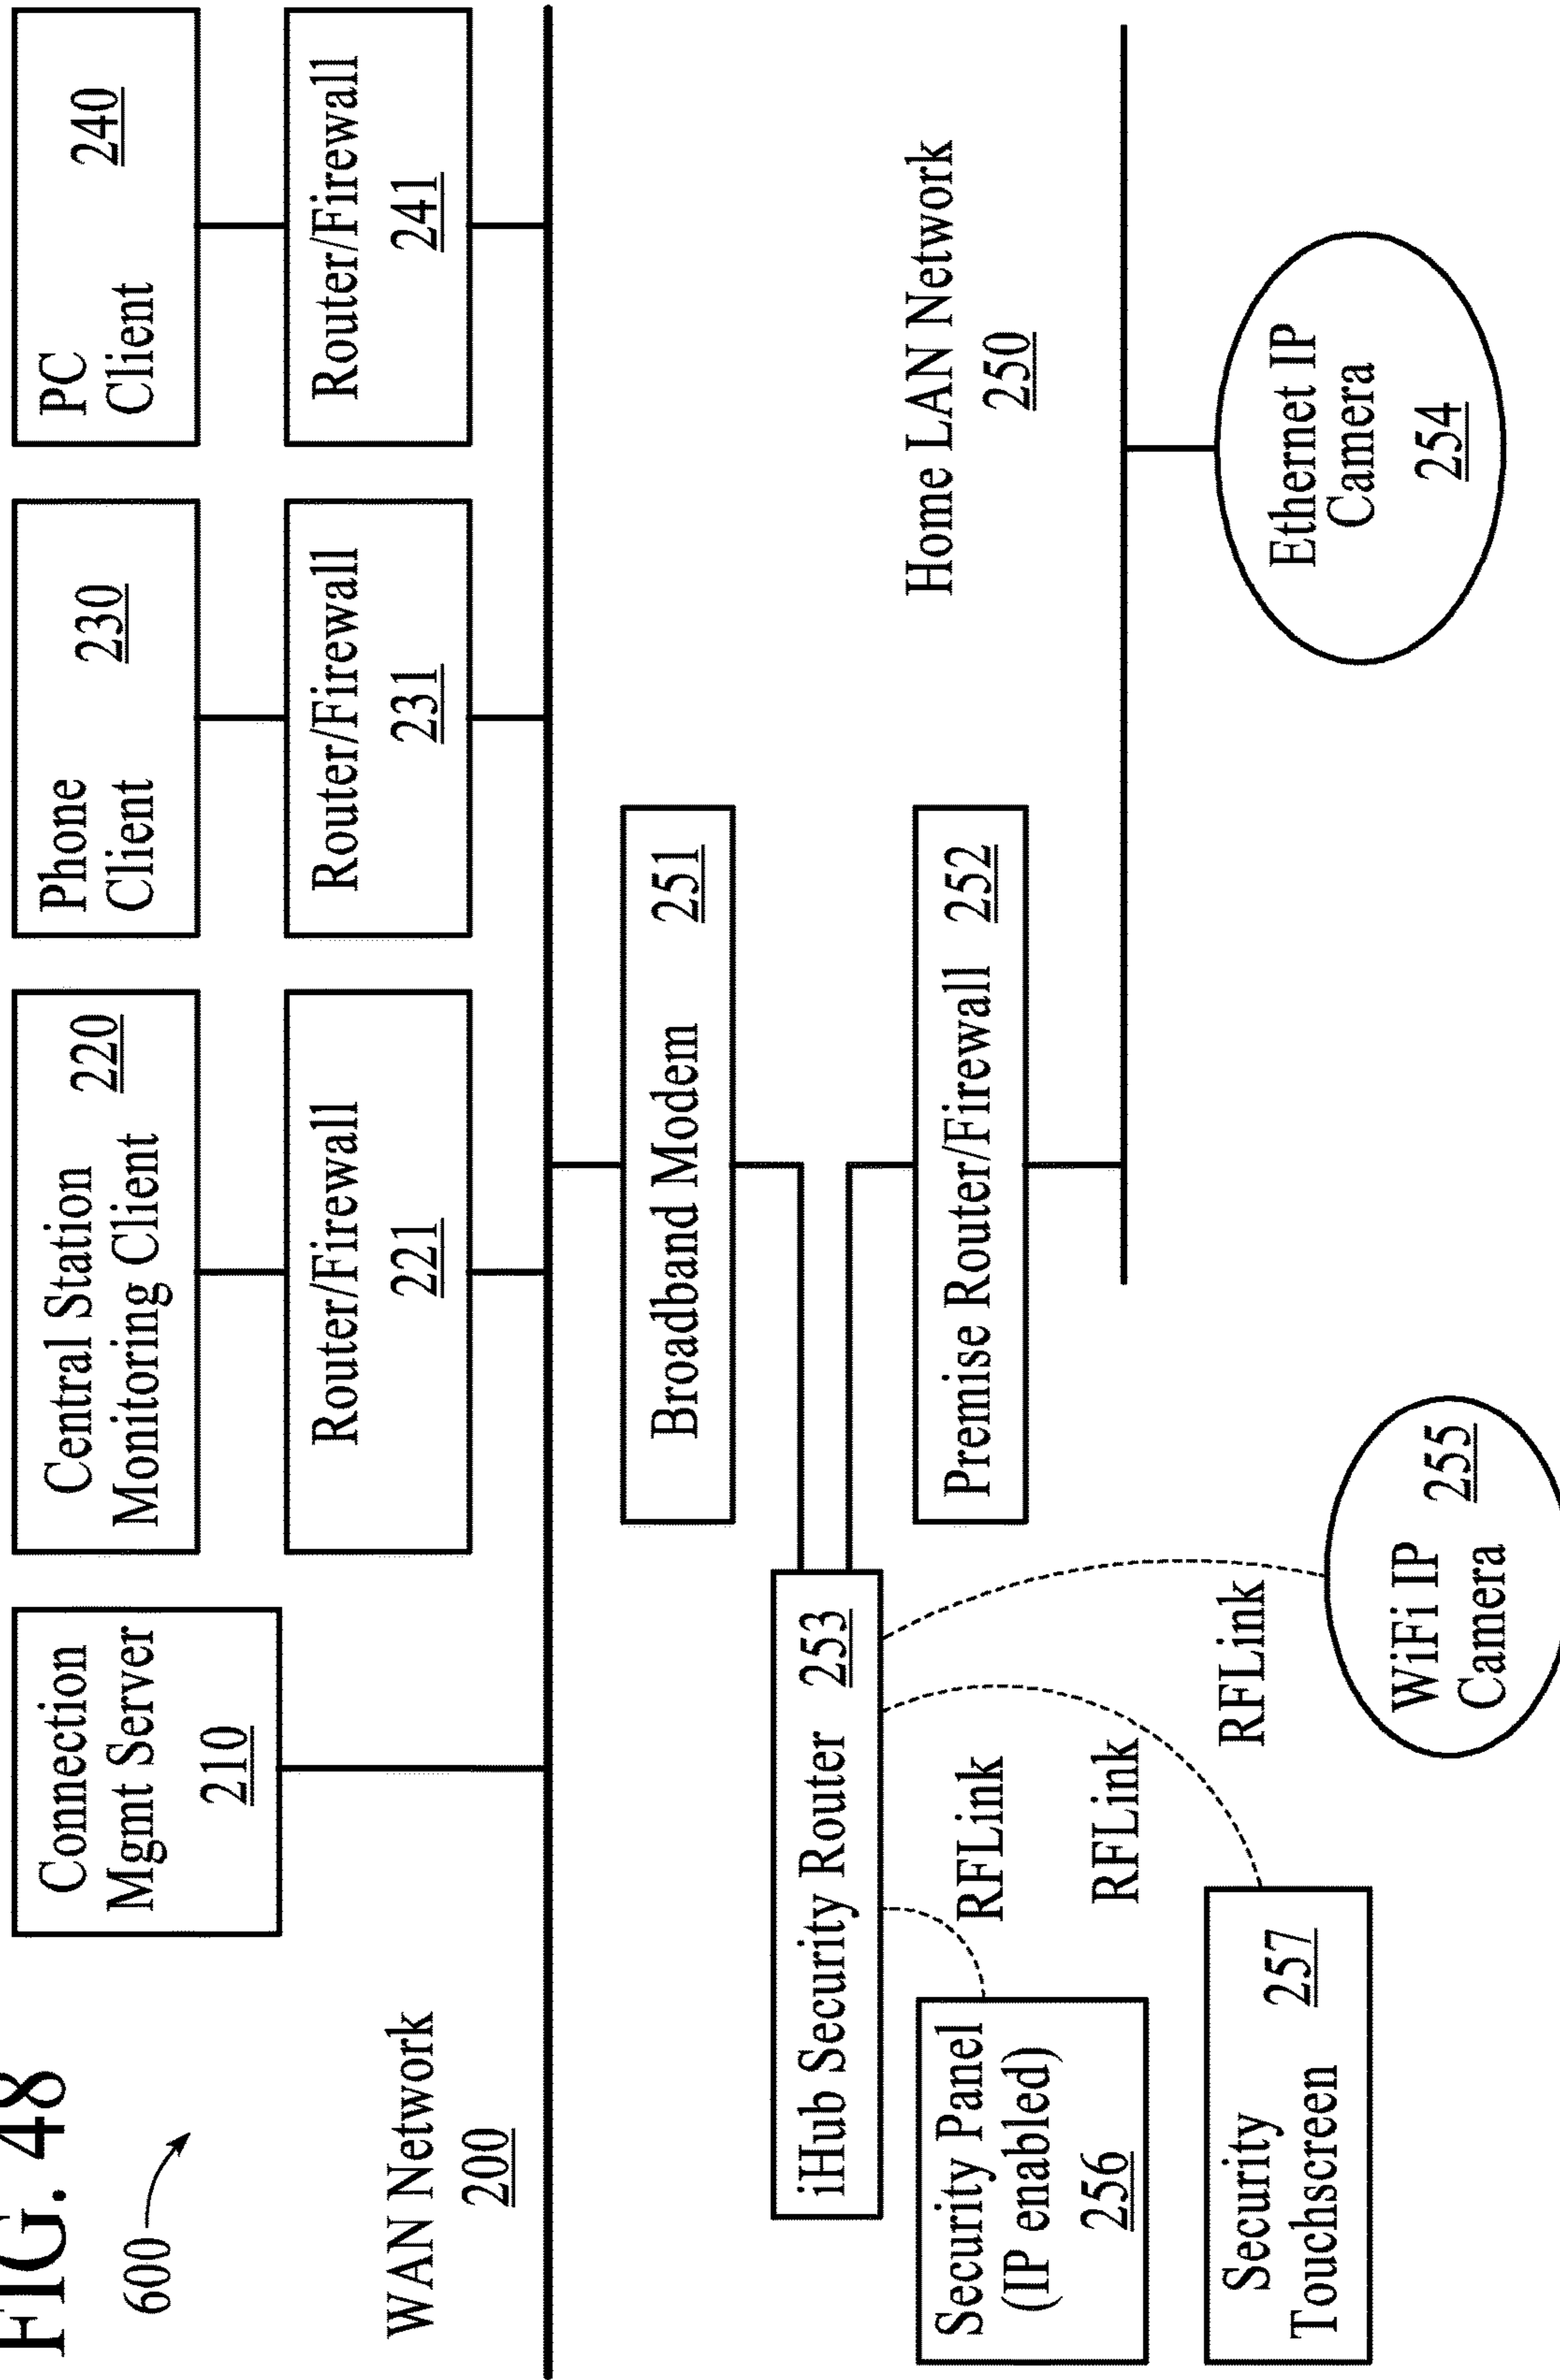 FIG. 48
600
WAN Network
200
Connection
Mgmt Server
210
Central Station
Monitoring Client
220
Router/Firewall
221
Phone
Client
230
Router/Firewall
231
PC
Client
240
Router/Firewall
241
Broadband Modem 251
iHub Security Router 253
Premise Router/Firewall 252
Home LAN Network
250
Security Panel
(IP enabled)
256
RFLink
RFLink
RFLink
Security
Touchscreen
257
WiFi IP
Camera
255
Ethernet IP
Camera
254